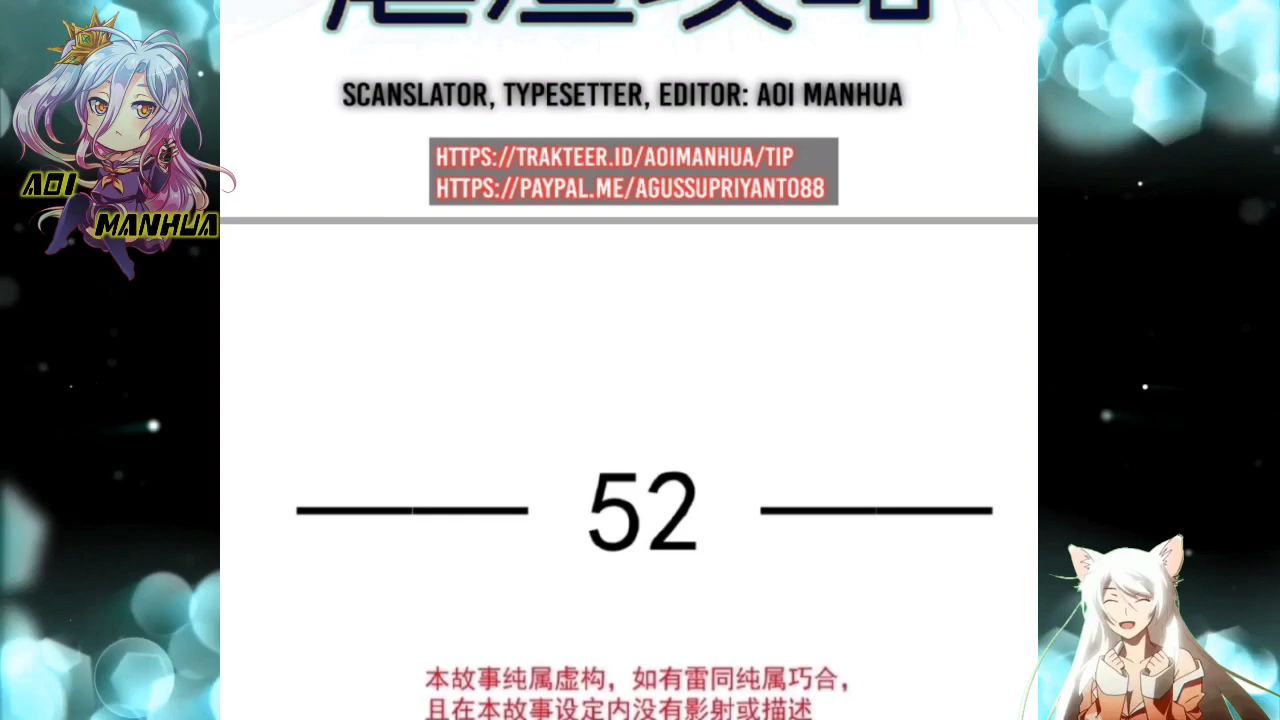 SCANSLATOR, TYPESETTER, EDITOR: AOI MANHUA
HTTPS://TRAKTEER.ID/AOIMANHUA/TIP
HTTPS://PAYPAL.ME/AGUSSUPRIYANTO88
AOI
MANHUA
52
本故事纯属虚构，如有雷同纯属巧合，
且在本故事设定内没有影射或描述